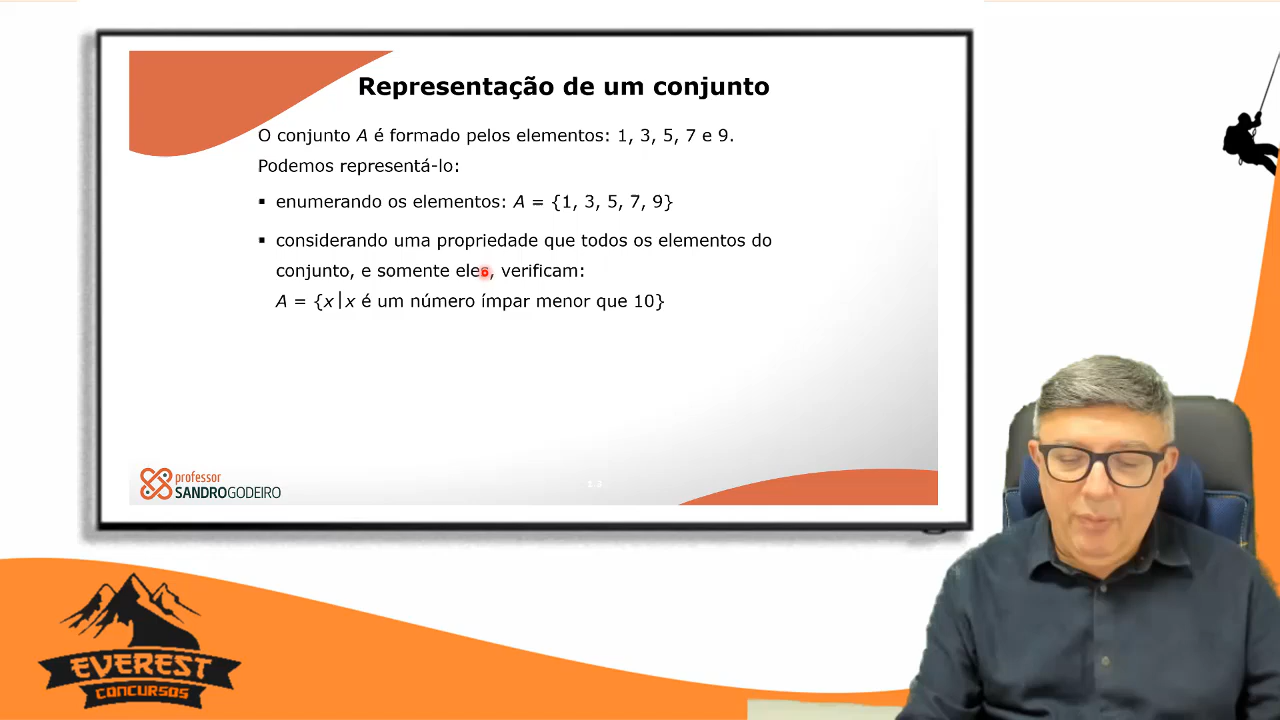 Representação de um conjunto
O conjunto A é formado pelos elementos: 1, 3, 5, 7 e 9.
Podemos representá-lo:
▪ enumerando os elementos: A = {1, 3, 5, 7, 9}
▪ considerando uma propriedade que todos os elementos do
conjunto, e somente eles, verificam:
A = {x | x é um número ímpar menor que 10}
professor
SANDROGODEIRO
EVEREST
CONCURSOS